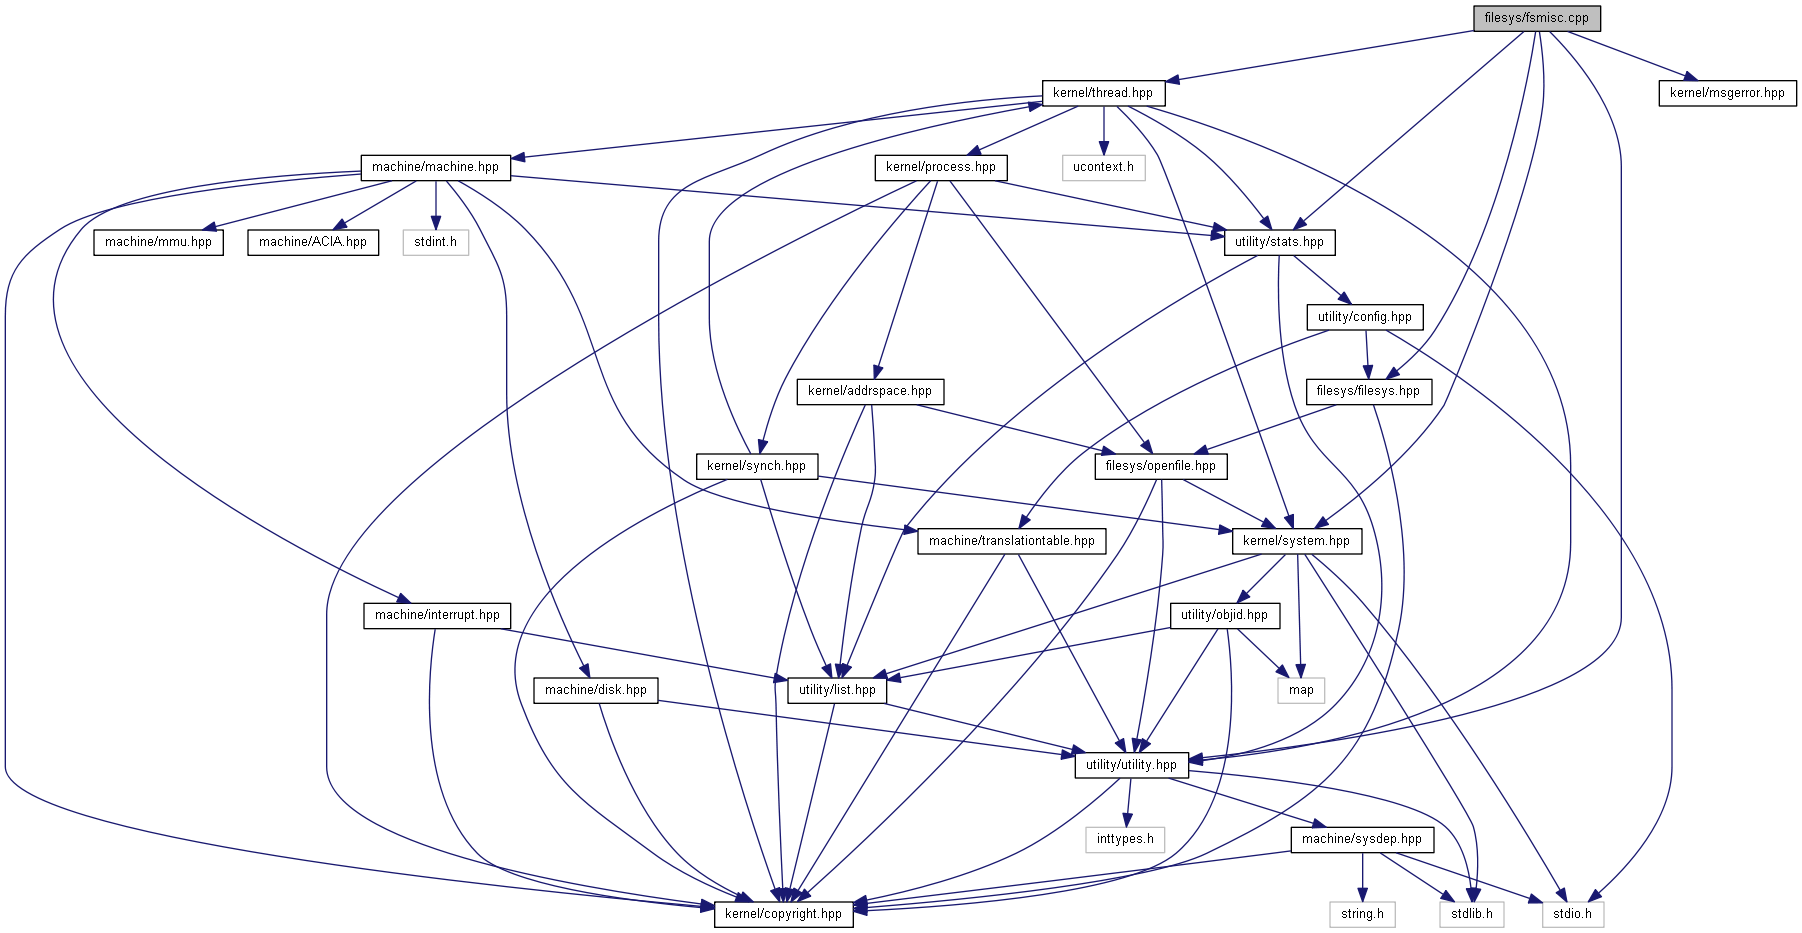 filesys/fsmisc.cpp
kernel/thread.hpp
kernel/msgerror.hpp
machine/machine.hpp
kernel/process.hpp
ucontext.h
machine/mmu.hpp
machine/ACIA.hpp
stdint.h
utility/stats.hpp
utility/config.hpp
kernel/addrspace.hpp
filesys/filesys.hpp
kernel/synch.hpp
filesys/openfile.hpp
machine/translationtable.hpp
kernel/system.hpp
machine/interrupt.hpp
utility/objid.hpp
machine/disk.hpp
utility/list.hpp
map
utility/utility.hpp
inttypes.h
machine/sysdep.hpp
kernel/copyright.hpp
string.h
stdlib.h
stdio.h